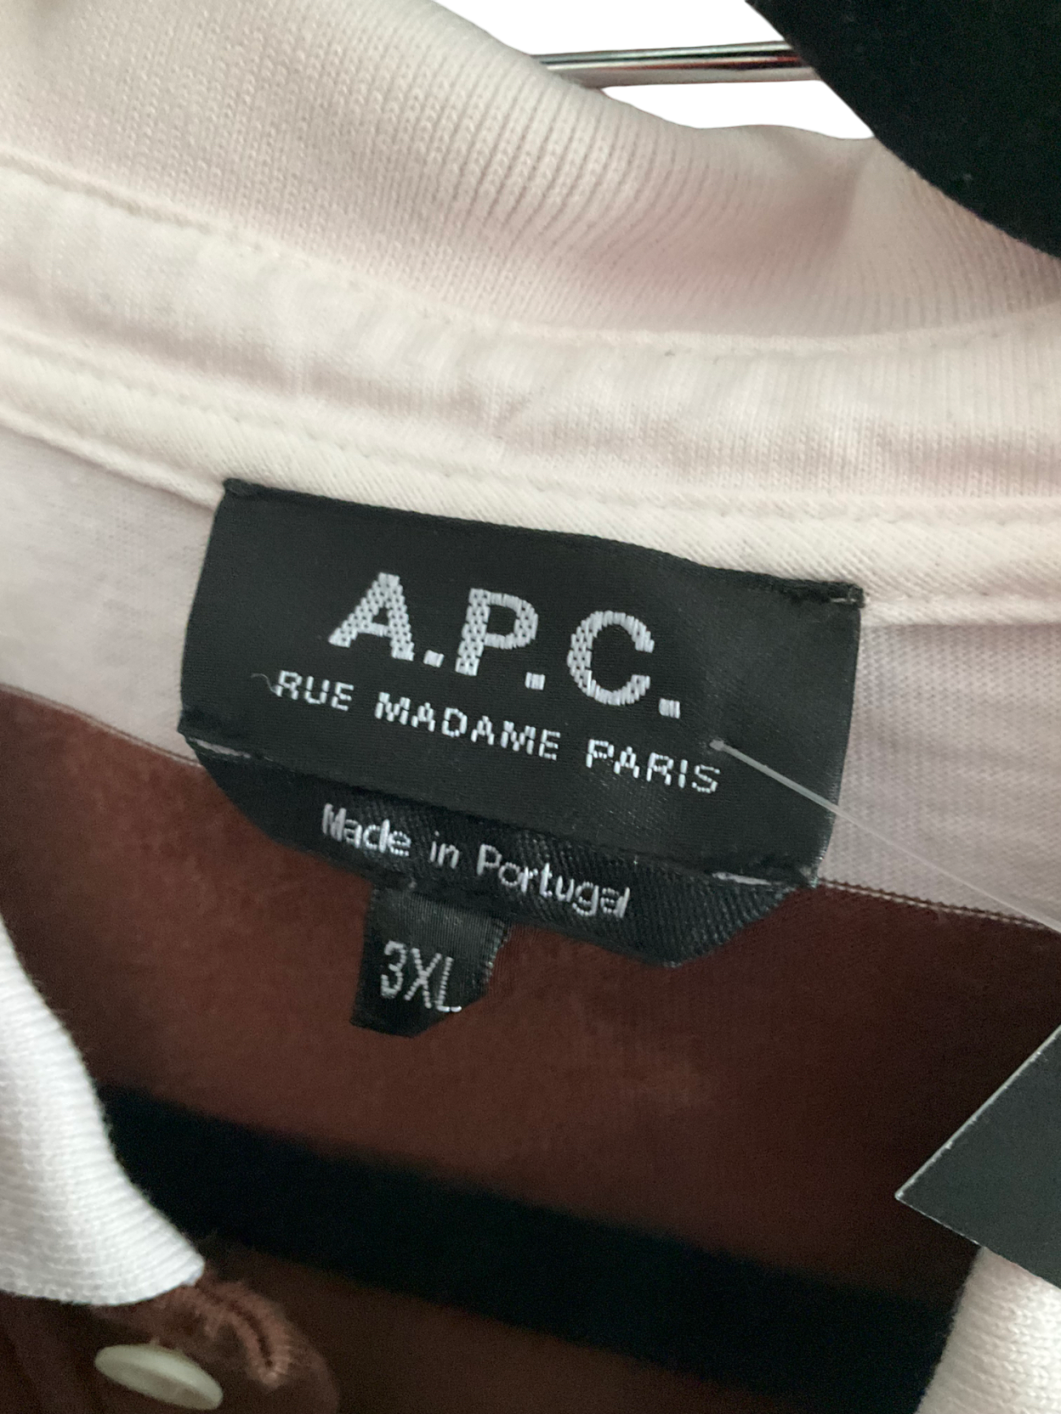 A.P.C.
RUE MADAME PARIS
Made in Portugal
3XL